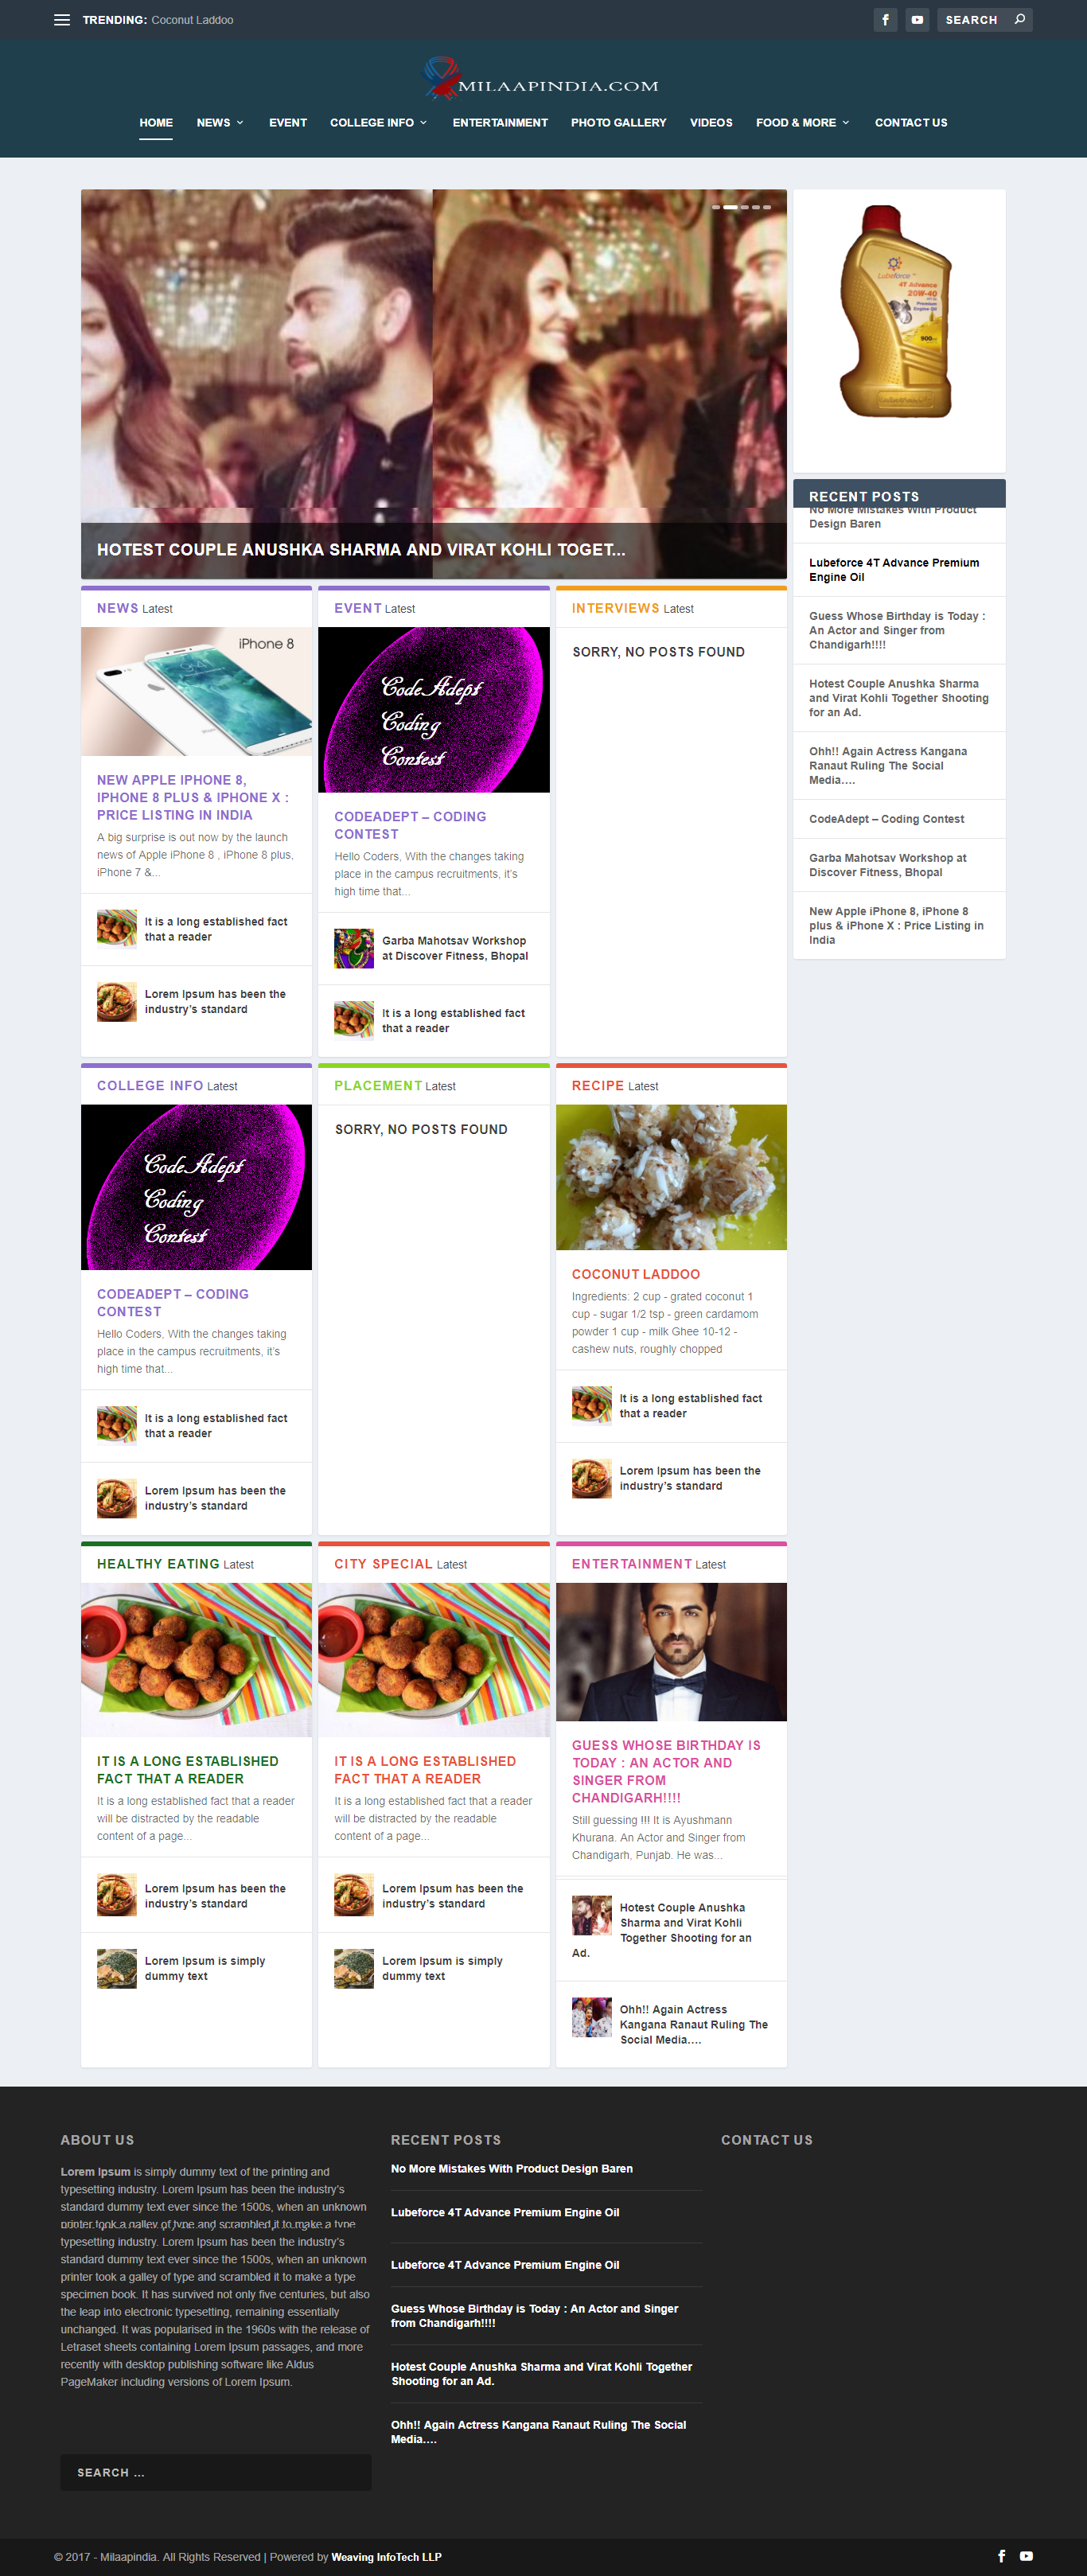 TRENDING: Coconut Laddoo
SEARCH
MILAAPINDIA.COM
HOME NEWS EVENT COLLEGE INFO ENTERTAINMENT PHOTO GALLERY VIDEOS FOOD & MORE CONTACT US
HOTEST COUPLE ANUSHKA SHARMA AND VIRAT KOHLI TOGET...
Lubeforce
4T Advance
20W-40
Premium
Engine Oil
900
RECENT POSTS
No More Mistakes With Product
Design Baren
Lubeforce 4T Advance Premium
Engine Oil
Guess Whose Birthday is Today :
An Actor and Singer from
Chandigarh!!!!
Hotest Couple Anushka Sharma
and Virat Kohli Together Shooting
for an Ad.
Ohh!! Again Actress Kangana
Ranaut Ruling The Social
Media....
CodeAdept – Coding Contest
Garba Mahotsav Workshop at
Discover Fitness, Bhopal
New Apple iPhone 8, iPhone 8
plus & iPhone X : Price Listing in
India
NEWS Latest
iPhone 8
NEW APPLE IPHONE 8,
IPHONE 8 PLUS & IPHONE X :
PRICE LISTING IN INDIA
A big surprise is out now by the launch
news of Apple iPhone 8 , iPhone 8 plus,
iPhone 7 &...
It is a long established fact
that a reader
Lorem Ipsum has been the
industry's standard
EVENT Latest
CodeAdept
Coding
Contest
CODEADEPT – CODING
CONTEST
Hello Coders, With the changes taking
place in the campus recruitments, it's
high time that...
Garba Mahotsav Workshop
at Discover Fitness, Bhopal
It is a long established fact
that a reader
INTERVIEWS Latest
SORRY, NO POSTS FOUND
COLLEGE INFO Latest
CodeAdept
Coding
Contest
CODEADEPT – CODING
CONTEST
Hello Coders, With the changes taking
place in the campus recruitments, it's
high time that...
It is a long established fact
that a reader
Lorem Ipsum has been the
industry's standard
PLACEMENT Latest
SORRY, NO POSTS FOUND
RECIPE Latest
COCONUT LADDOO
Ingredients: 2 cup - grated coconut 1
cup - sugar 1/2 tsp - green cardamom
powder 1 cup - milk Ghee 10-12 -
cashew nuts, roughly chopped
It is a long established fact
that a reader
Lorem Ipsum has been the
industry's standard
HEALTHY EATING Latest
IT IS A LONG ESTABLISHED
FACT THAT A READER
It is a long established fact that a reader
will be distracted by the readable
content of a page...
Lorem Ipsum has been the
industry's standard
Lorem Ipsum is simply
dummy text
CITY SPECIAL Latest
IT IS A LONG ESTABLISHED
FACT THAT A READER
It is a long established fact that a reader
will be distracted by the readable
content of a page...
Lorem Ipsum has been the
industry's standard
Lorem Ipsum is simply
dummy text
ENTERTAINMENT Latest
GUESS WHOSE BIRTHDAY IS
TODAY : AN ACTOR AND
SINGER FROM
CHANDIGARH!!!!
Still guessing !!! It is Ayushmann
Khurana. An Actor and Singer from
Chandigarh, Punjab. He was...
Hotest Couple Anushka
Sharma and Virat Kohli
Together Shooting for an
Ad.
Ohh!! Again Actress
Kangana Ranaut Ruling The
Social Media....
ABOUT US
Lorem Ipsum is simply dummy text of the printing and
typesetting industry. Lorem Ipsum has been the industry's
standard dummy text ever since the 1500s, when an unknown
printer took a galley of type and scrambled it to make a type
typesetting industry. Lorem Ipsum has been the industry's
standard dummy text ever since the 1500s, when an unknown
printer took a galley of type and scrambled it to make a type
specimen book. It has survived not only five centuries, but also
the leap into electronic typesetting, remaining essentially
unchanged. It was popularised in the 1960s with the release of
Letraset sheets containing Lorem Ipsum passages, and more
recently with desktop publishing software like Aldus
PageMaker including versions of Lorem Ipsum.
SEARCH ...
RECENT POSTS
No More Mistakes With Product Design Baren
Lubeforce 4T Advance Premium Engine Oil
Lubeforce 4T Advance Premium Engine Oil
Guess Whose Birthday is Today : An Actor and Singer
from Chandigarh!!!!
Hotest Couple Anushka Sharma and Virat Kohli Together
Shooting for an Ad.
Ohh!! Again Actress Kangana Ranaut Ruling The Social
Media....
CONTACT US
© 2017 - Milaapindia. All Rights Reserved | Powered by Weaving InfoTech LLP